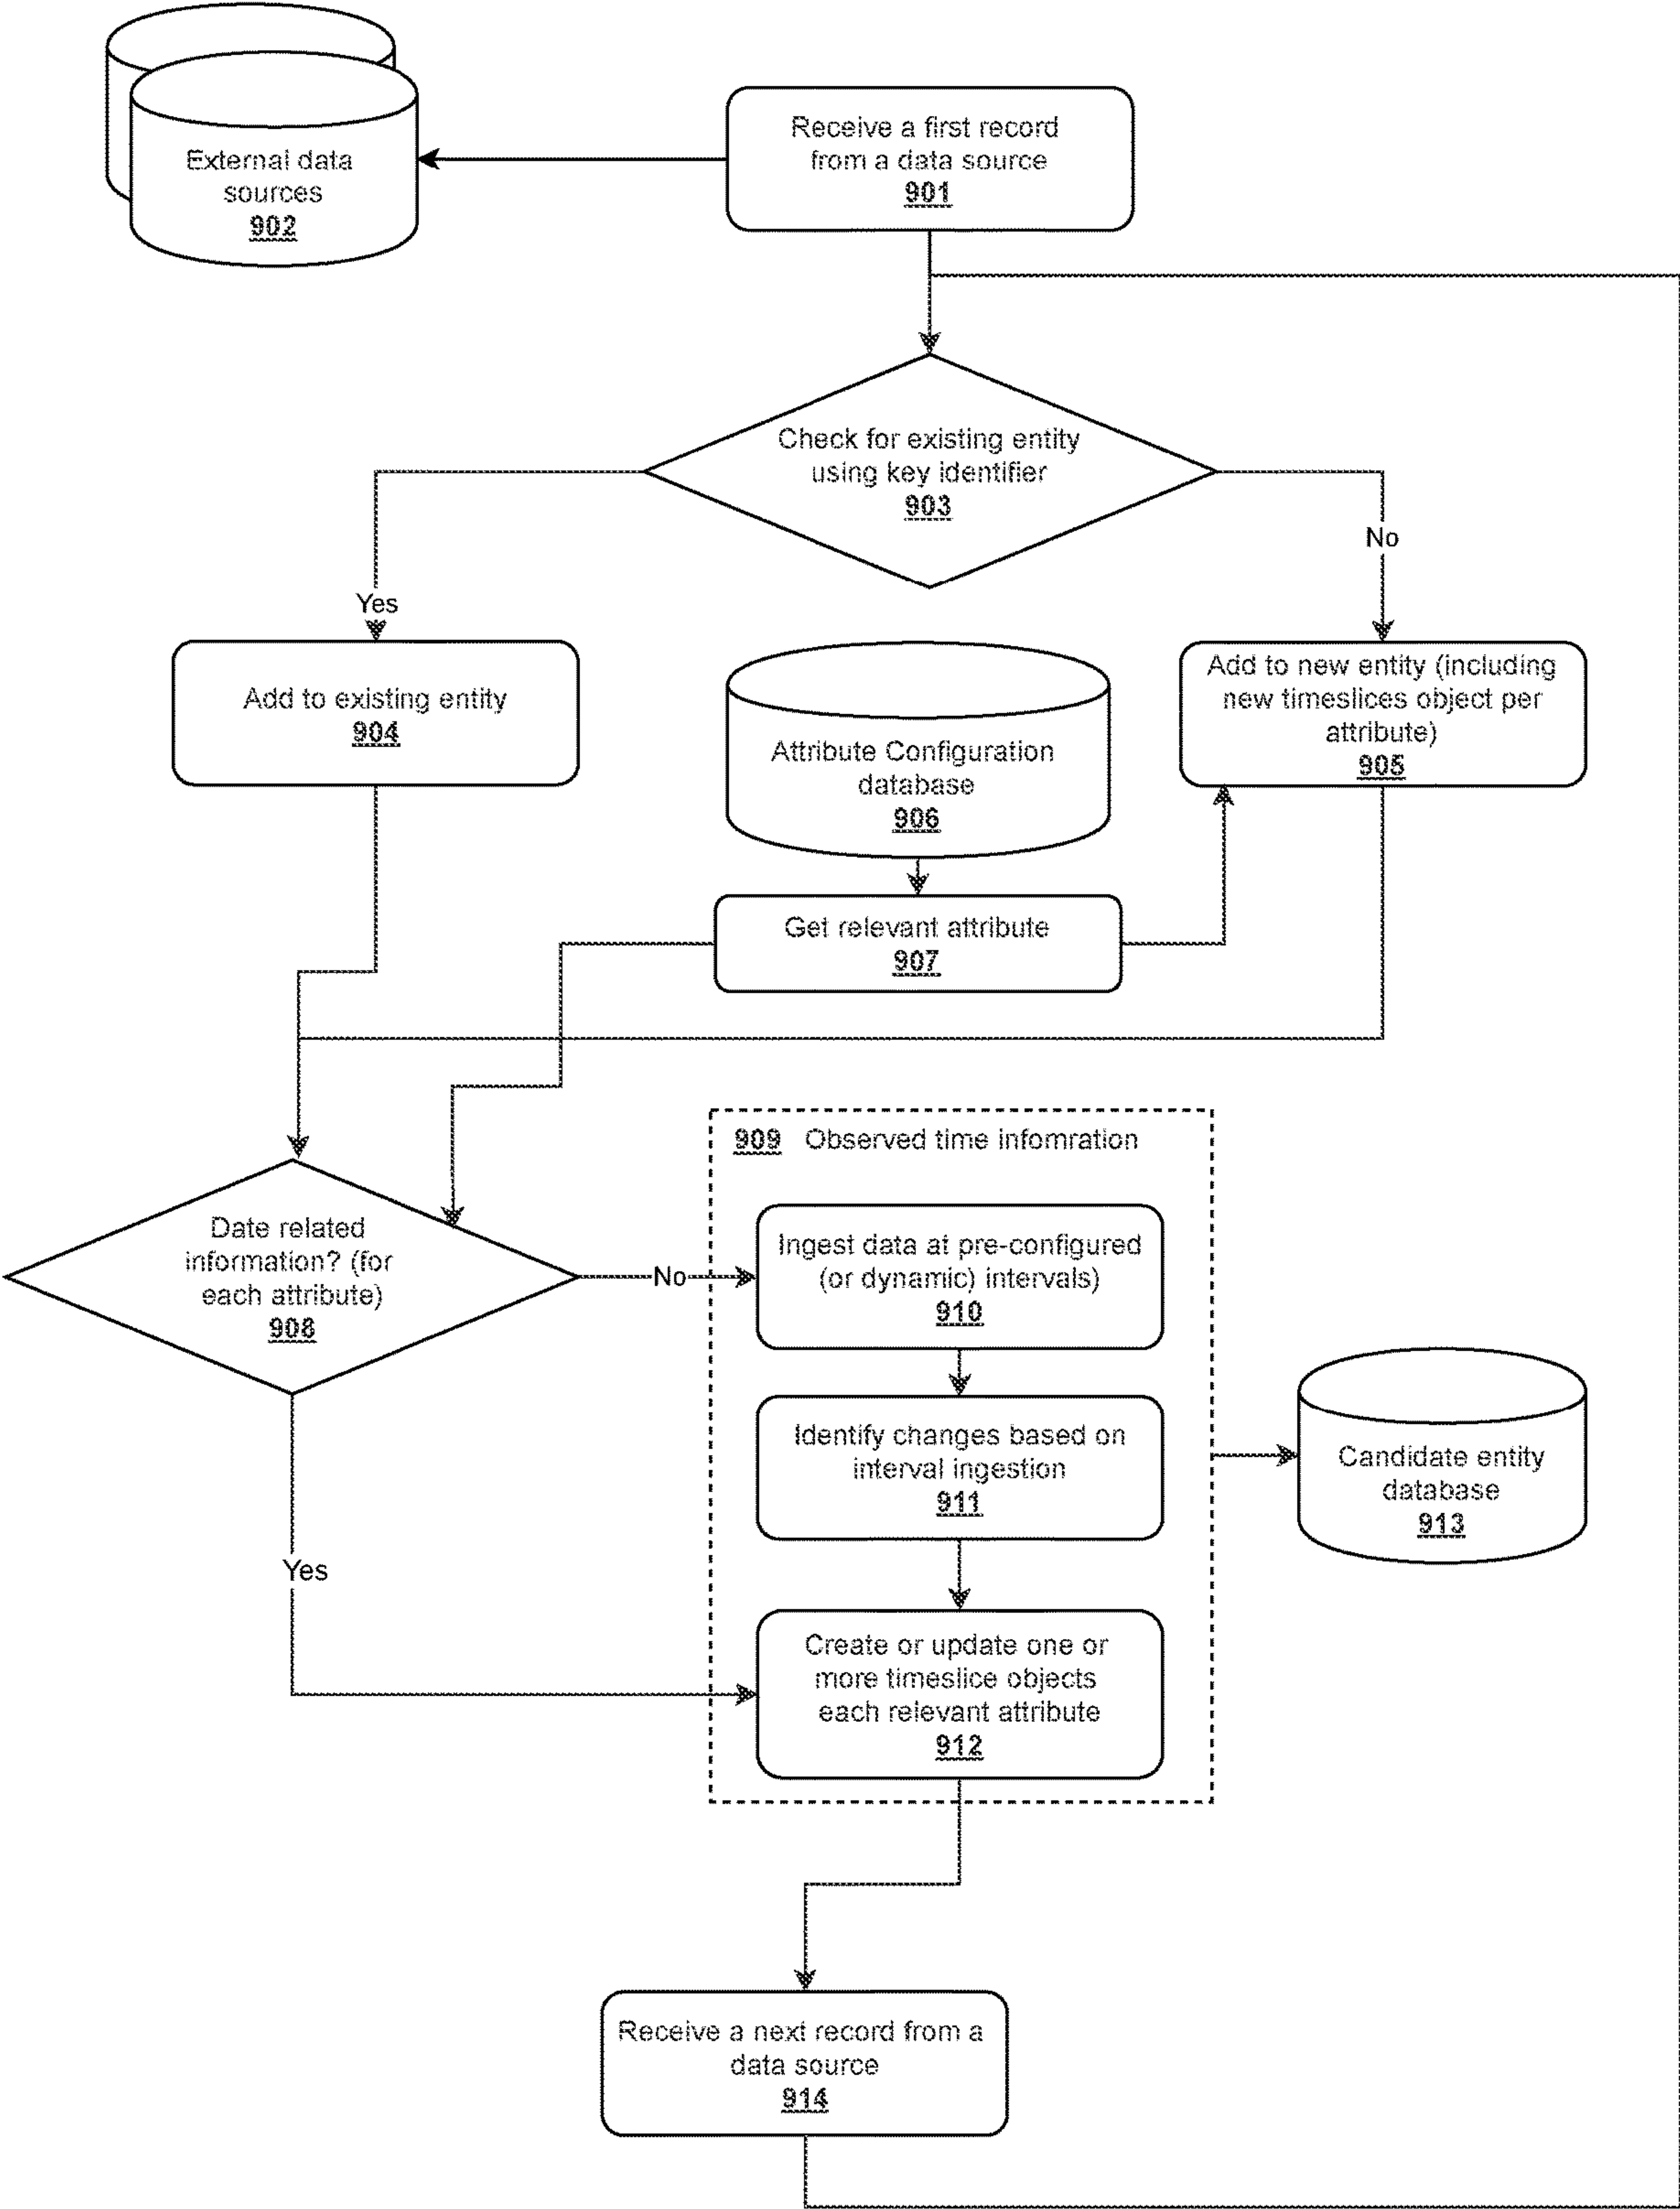 Receive a first record
from a data source
901
External data
sources
902
Check for existing entity
using key identifier
903
No
Yes
Add to existing entity
904
Add to new entity (including
new timeslices object per
attribute)
905
Attribute Configuration
database
906
Get relevant attribute
907
909 Observed time infomration
Date related
information? (for
each attribute)
908
No
Ingest data at pre-configured
(or dynamic) intervals)
910
Identify changes based on
interval ingestion
911
Candidate entity
database
913
Yes
Create or update one or
more timeslice objects
each relevant attribute
912
Receive a next record from a
data source
914